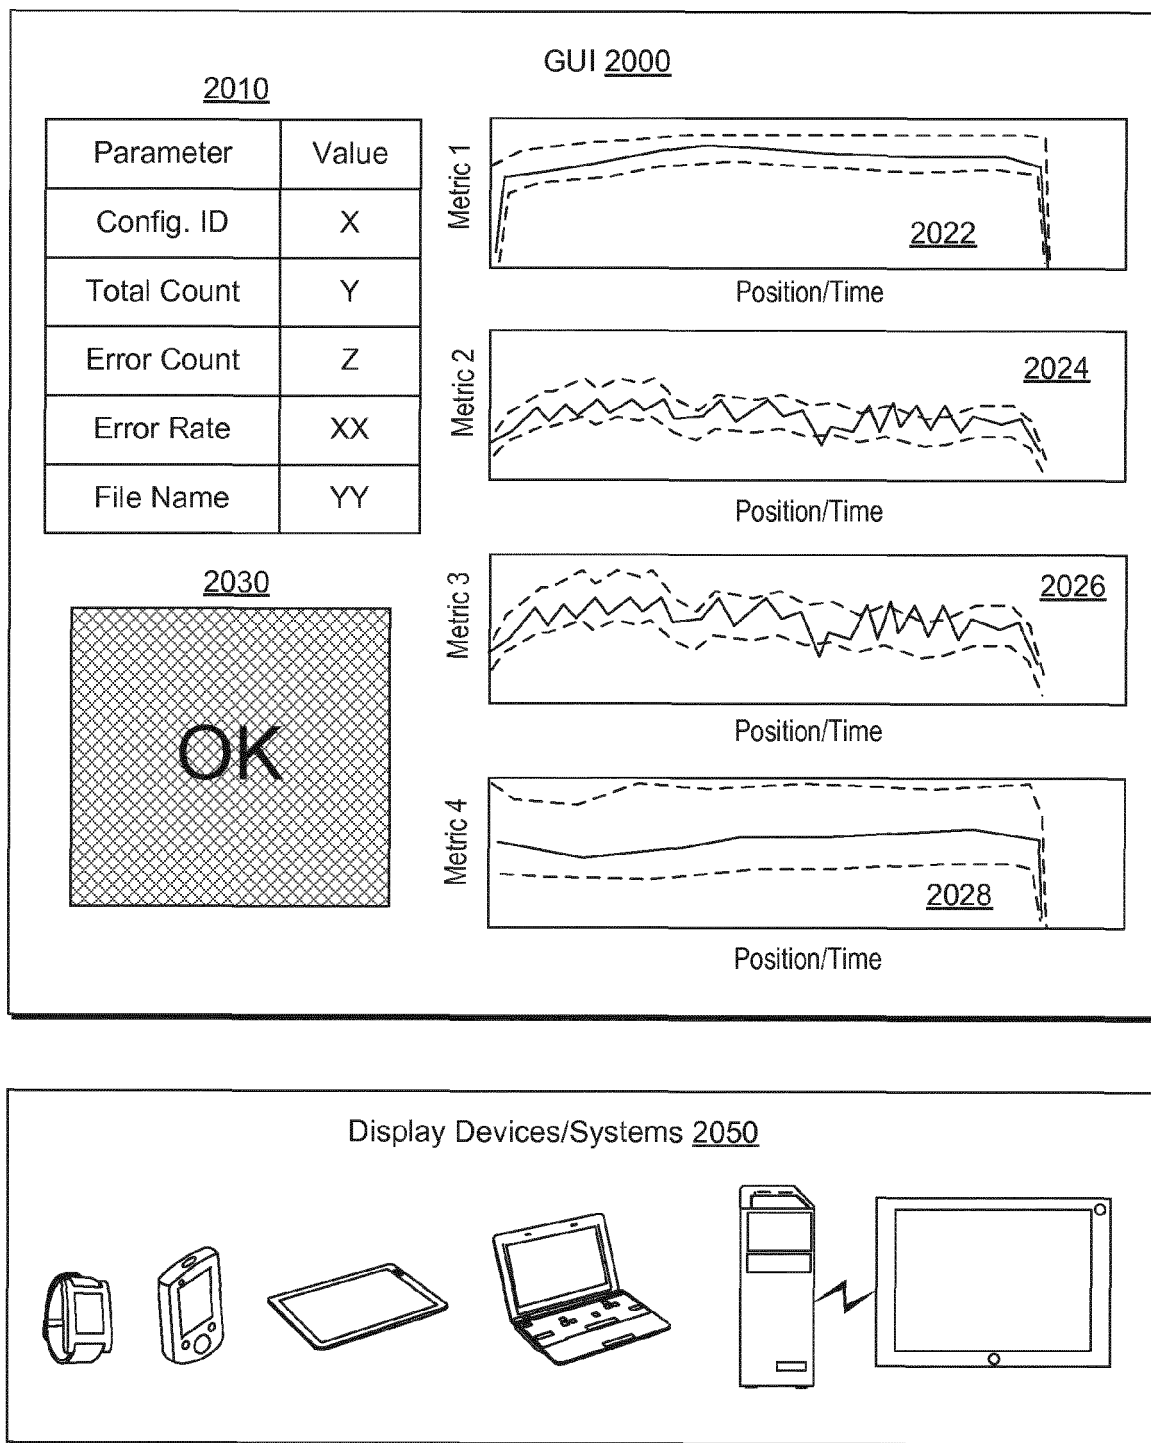 GUI 2000
2010
Parameter Value
Config. ID X
Total Count Y
Error Count Z
Error Rate XX
File Name YY
2030
OK
Metric 1
2022
Position/Time
Metric 2
2024
Position/Time
Metric 3
2026
Position/Time
Metric 4
2028
Position/Time
Display Devices/Systems 2050